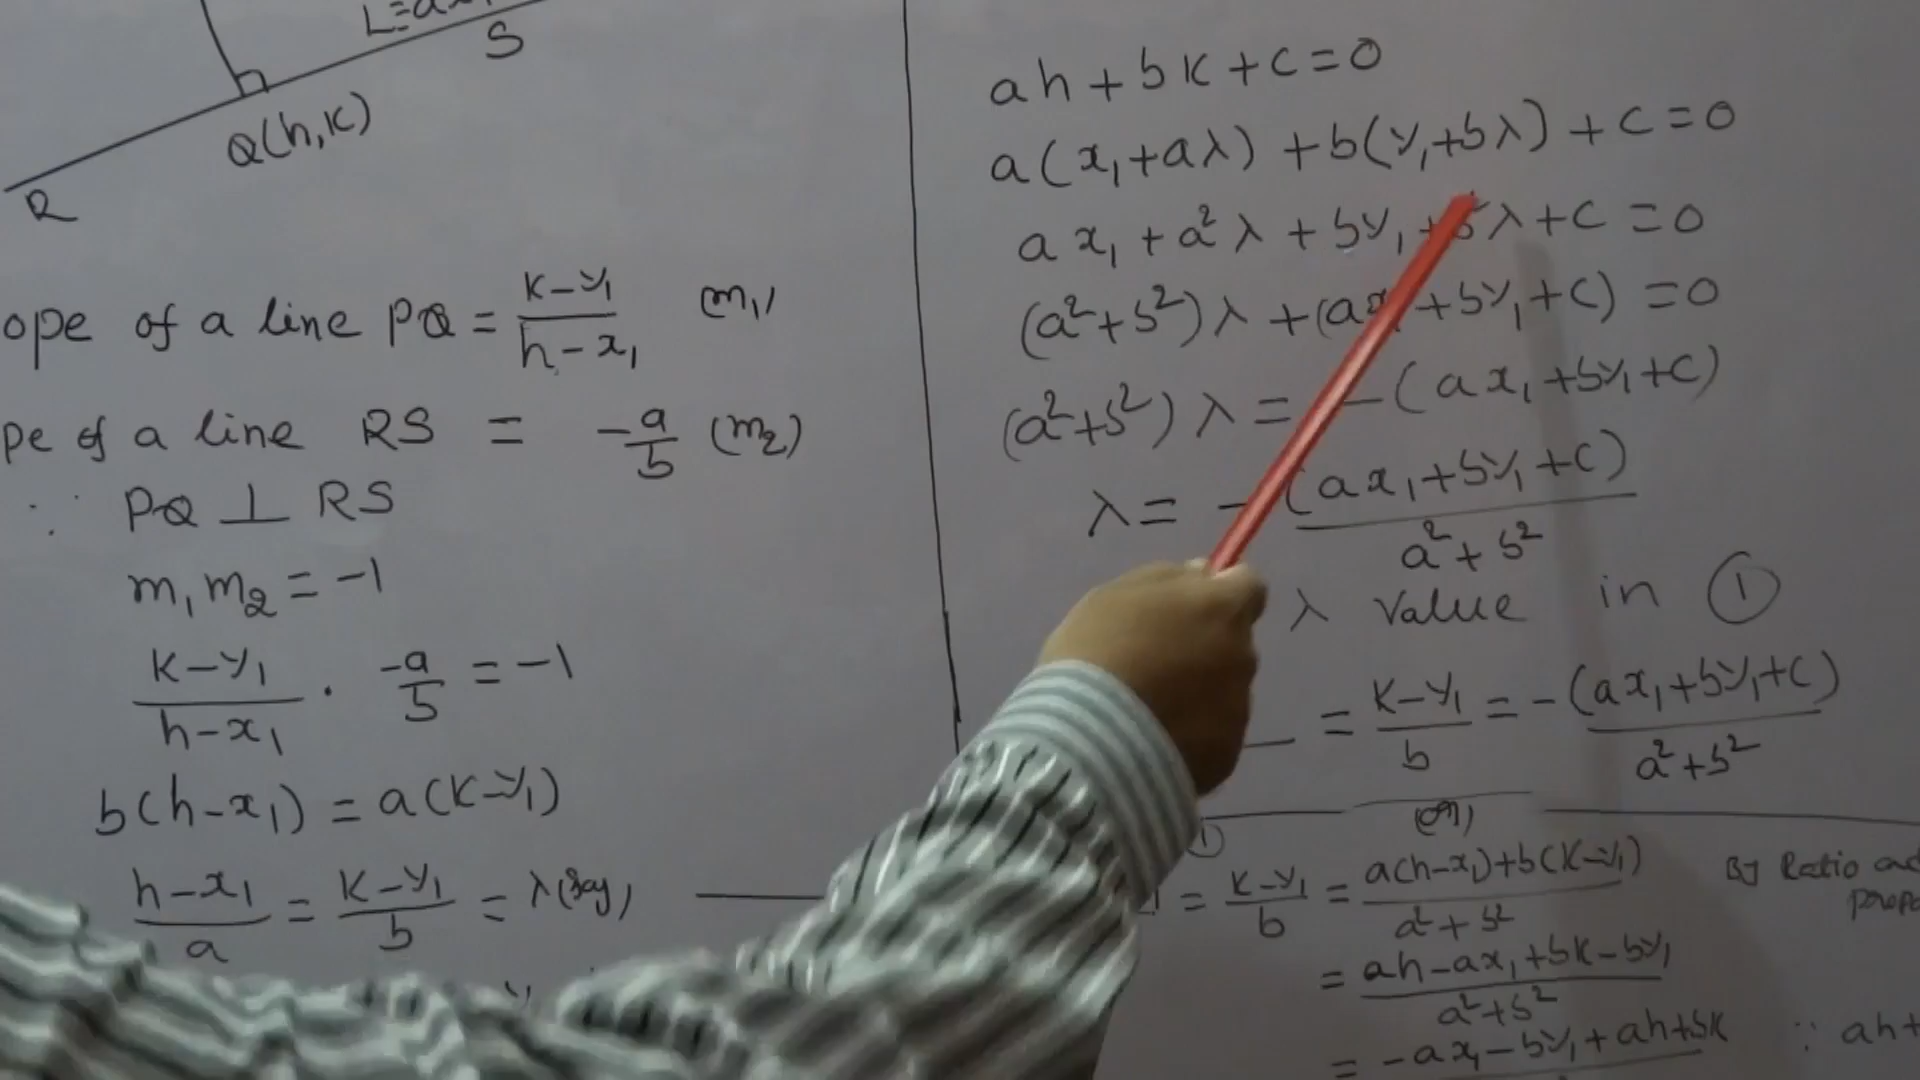 S
Q(h,k)
R
ope of a line PQ = k-y₁/h-x₁ (m₁)
pe of a line RS = -a/b (m₂)
∵ PQ ⊥ RS
m₁m₂ = -1
k-y₁/h-x₁ . -a/b = -1
b(h-x₁) = a(k-y₁)
h-x₁/a = k-y₁/b = λ(say)
ah+bk+c=0
a(x₁+aλ)+b(y₁+bλ)+c=0
ax₁+a²λ+by₁+b²λ+c=0
(a²+b²)λ+(ax₁+by₁+c)=0
(a²+b²)λ=-(ax₁+by₁+c)
λ= -(ax₁+by₁+c)/a²+b²
λ value in ①
= k-y₁/b = -(ax₁+by₁+c)/a²+b²
(or)
①
= k-y₁/b = a(h-x₁)+b(k-y₁)/a²+b² By Ratio and
= ah-ax₁+bk-by₁/a²+b²
= -ax₁-by₁+ah+bk ∵ ah+